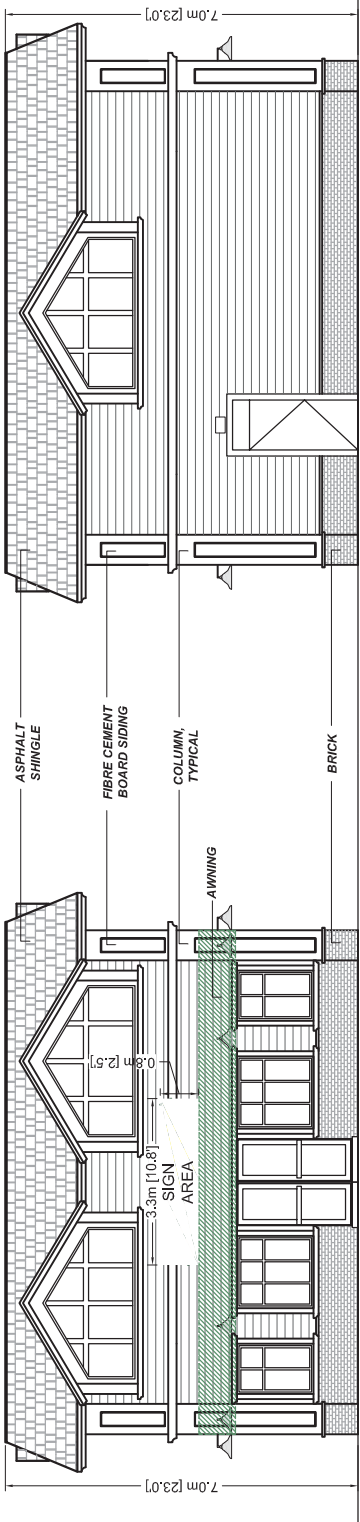 7.0m [23.0']
ASPHALT
SHINGLE
FIBRE CEMENT
BOARD SIDING
COLUMN,
TYPICAL
BRICK
AWNING
0.8m [2.5']
3.3m [10.8']
SIGN
AREA
7.0m [23.0']